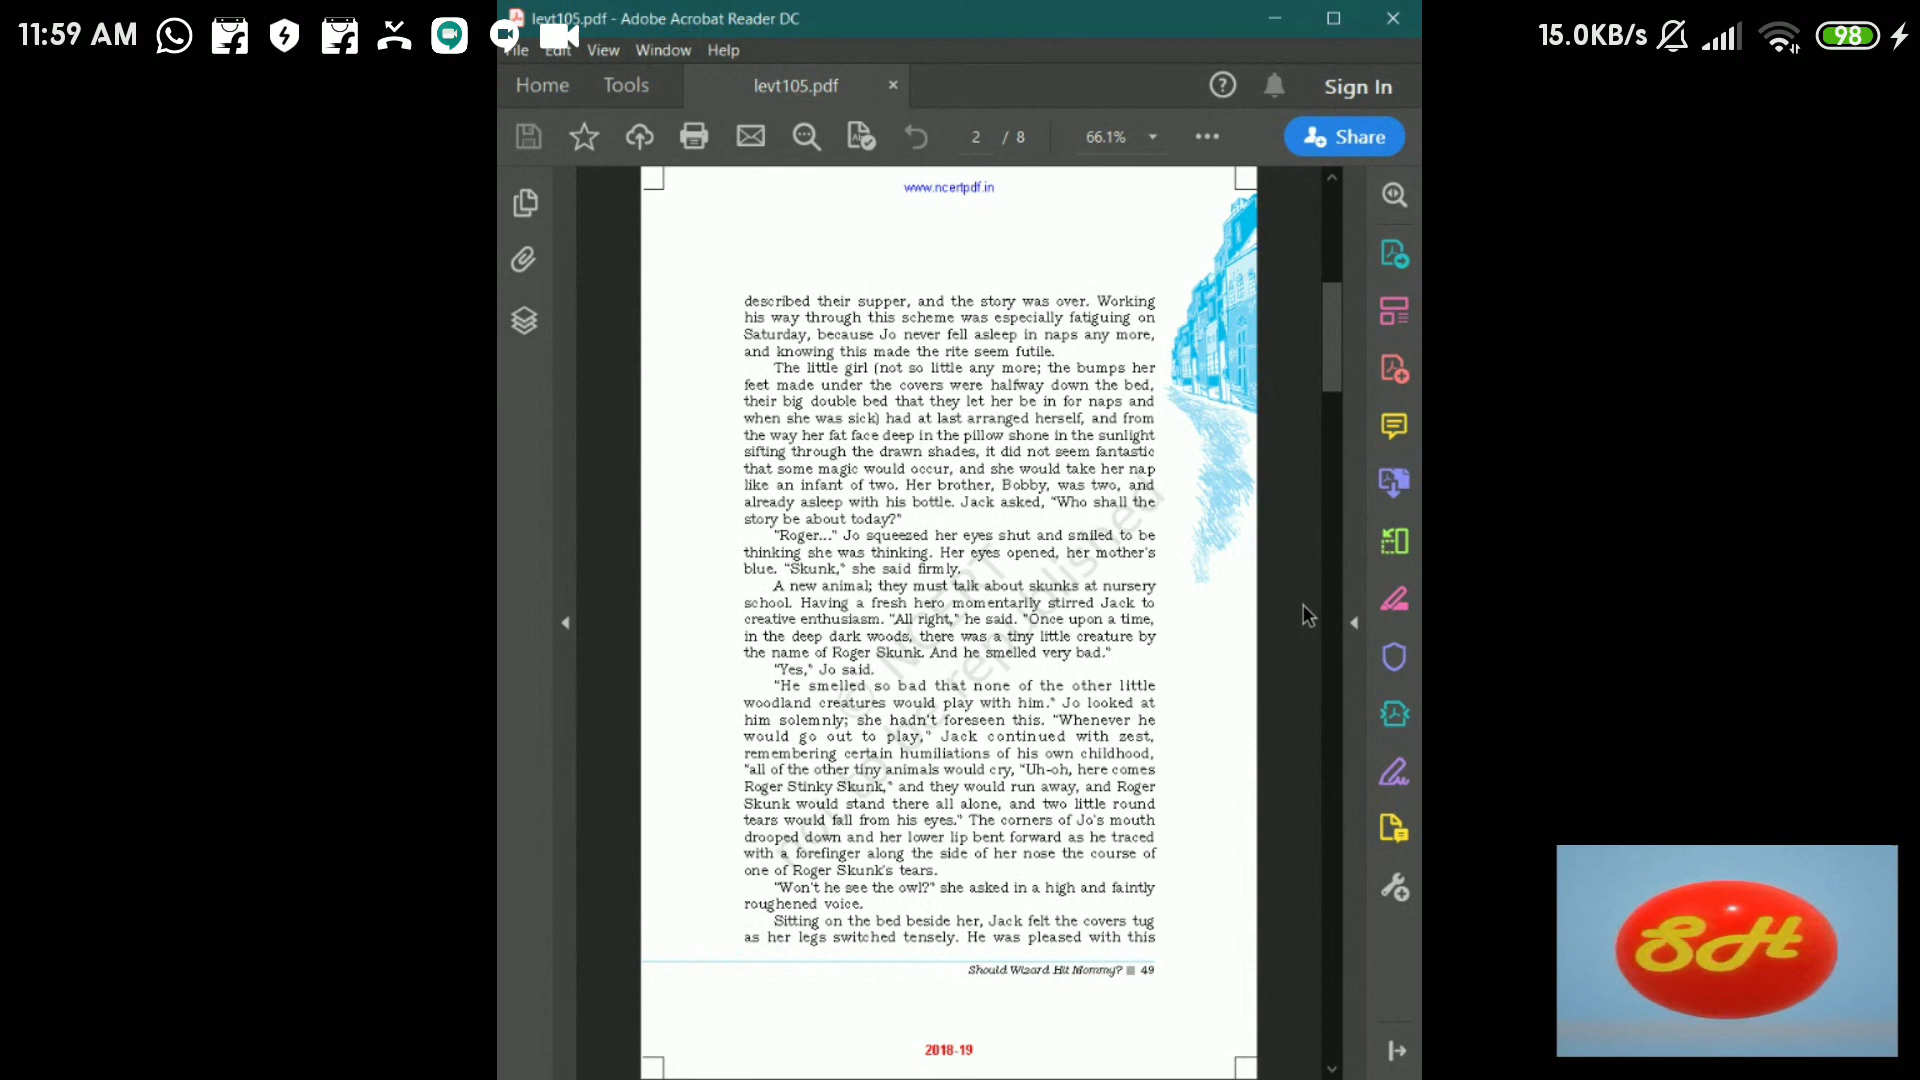 11:59 AM
15.0KB/s
98
levt105.pdf - Adobe Acrobat Reader DC
File Edit View Window Help
Home Tools levt105.pdf Sign In
2 / 8 66.1% Share
www.ncertpdf.in
described their supper, and the story was over. Working
his way through this scheme was especially fatiguing on
Saturday, because Jo never fell asleep in naps any more,
and knowing this made the rite seem futile.
The little girl (not so little any more; the bumps her
feet made under the covers were halfway down the bed,
their big double bed that they let her be in for naps and
when she was sick) had at last arranged herself, and from
the way her fat face deep in the pillow shone in the sunlight
sifting through the drawn shades, it did not seem fantastic
that some magic would occur, and she would take her nap
like an infant of two. Her brother, Bobby, was two, and
already asleep with his bottle. Jack asked, "Who shall the
story be about today?"
"Roger..." Jo squeezed her eyes shut and smiled to be
thinking she was thinking. Her eyes opened, her mother's
blue. "Skunk," she said firmly.
A new animal; they must talk about skunks at nursery
school. Having a fresh hero momentarily stirred Jack to
creative enthusiasm. "All right," he said. "Once upon a time,
in the deep dark woods, there was a tiny little creature by
the name of Roger Skunk. And he smelled very bad."
"Yes," Jo said.
"He smelled so bad that none of the other little
woodland creatures would play with him." Jo looked at
him solemnly; she hadn't foreseen this. "Whenever he
would go out to play," Jack continued with zest,
remembering certain humiliations of his own childhood,
"all of the other tiny animals would cry, "Uh-oh, here comes
Roger Stinky Skunk," and they would run away, and Roger
Skunk would stand there all alone, and two little round
tears would fall from his eyes." The corners of Jo's mouth
drooped down and her lower lip bent forward as he traced
with a forefinger along the side of her nose the course of
one of Roger Skunk's tears.
"Won't he see the owl?" she asked in a high and faintly
roughened voice.
Sitting on the bed beside her, Jack felt the covers tug
as her legs switched tensely. He was pleased with this
© NCERT
not to be republished
Should Wizard Hit Mommy? 49
2018-19
SH